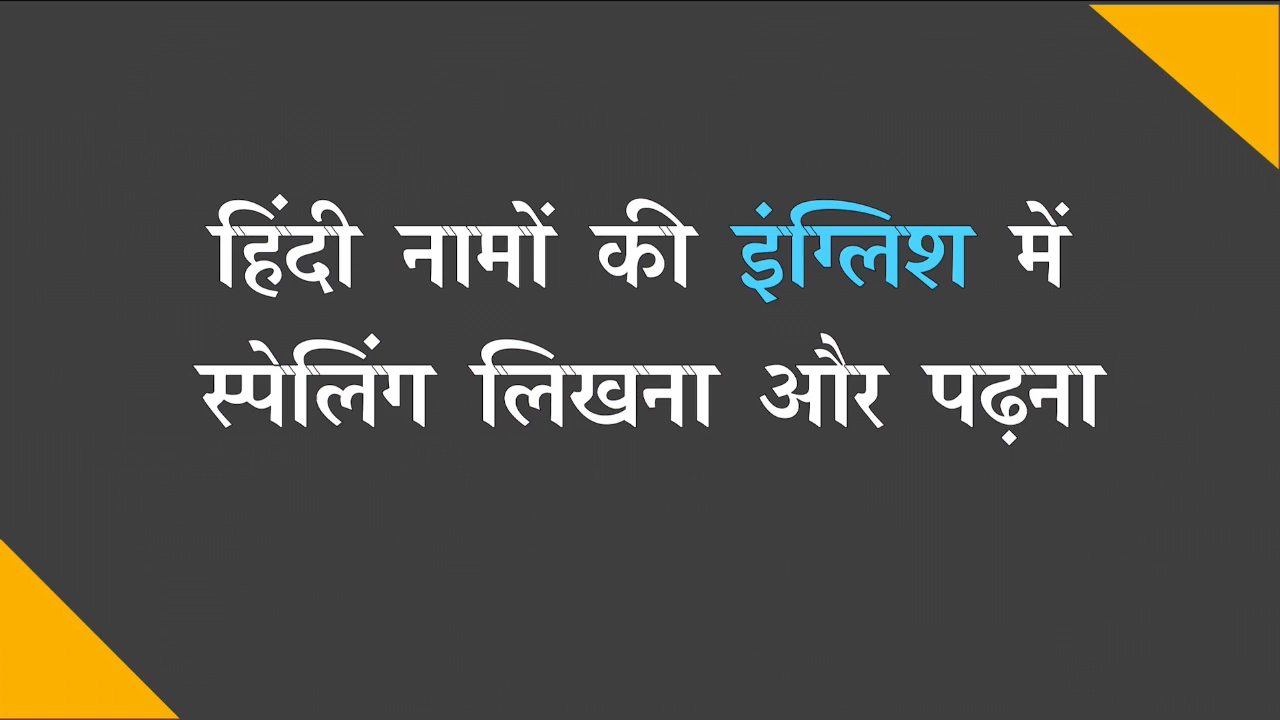 हिंदी नामों की इंग्लिश में
स्पेलिंग लिखना और पढ़ना